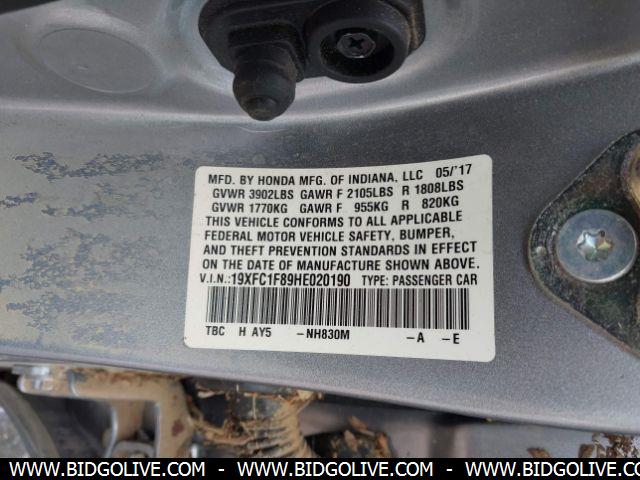 MFD. BY HONDA MFG. OF INDIANA, LLC 05/'17
GVWR 3902LBS GAWR F 2105LBS R 1808LBS
GVWR 1770KG GAWR F 955KG R 820KG
THIS VEHICLE CONFORMS TO ALL APPLICABLE
FEDERAL MOTOR VEHICLE SAFETY, BUMPER,
AND THEFT PREVENTION STANDARDS IN EFFECT
ON THE DATE OF MANUFACTURE SHOWN ABOVE.
V.I.N.:19XFC1F89HE020190 TYPE: PASSENGER CAR
TBC H AY5 -NH830M -A -E
WWW.BIDGOLIVE.COM - WWW.BIDGOLIVE.COM - WWW.BIDGOLIVE.COM